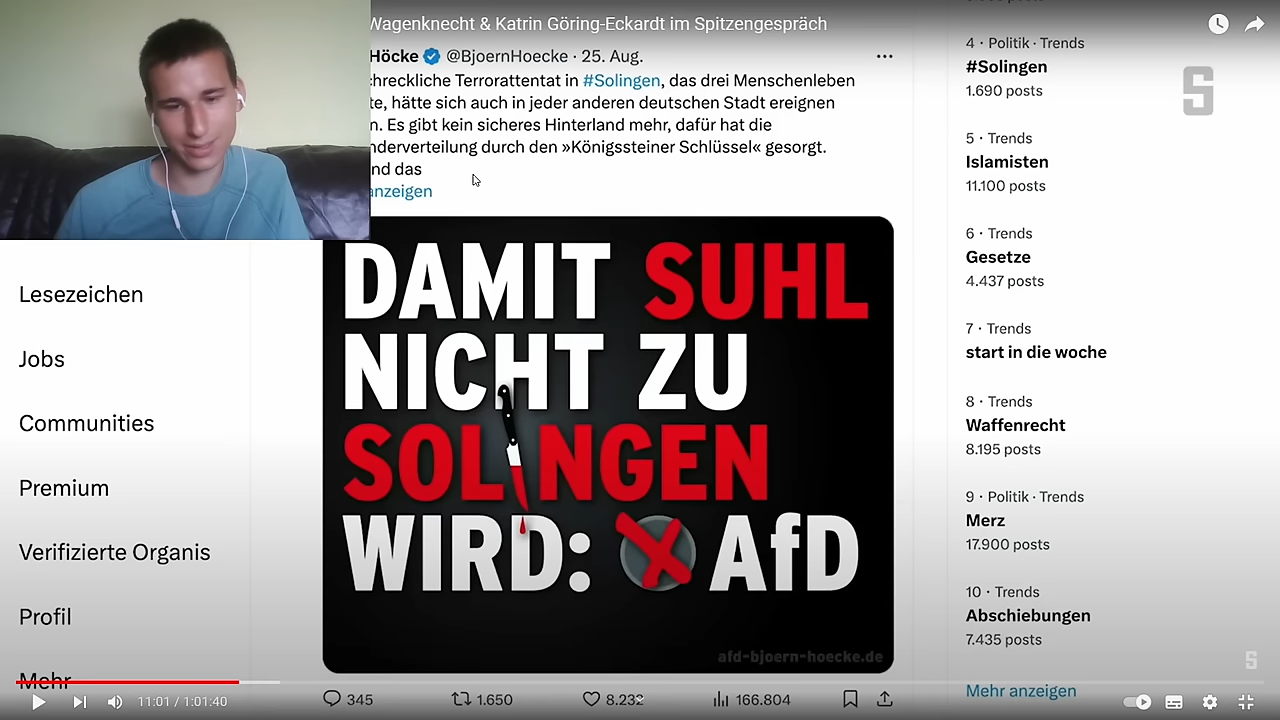 Wagenknecht & Katrin Göring-Eckardt im Spitzengespräch
Höcke @BjoernHoecke · 25. Aug.
chreckliche Terrorattentat in #Solingen, das drei Menschenleben
te, hätte sich auch in jeder anderen deutschen Stadt ereignen
n. Es gibt kein sicheres Hinterland mehr, dafür hat die
nderverteilung durch den »Königssteiner Schlüssel« gesorgt.
nd das
anzeigen
DAMIT SUHL
NICHT ZU
SOLINGEN
WIRD: AfD
afd-bjoern-hoecke.de
345
1.650
8.232
166.804
Lesezeichen
Jobs
Communities
Premium
Verifizierte Organis
Profil
Mehr
4 · Politik · Trends
#Solingen
1.690 posts
5 · Trends
Islamisten
11.100 posts
6 · Trends
Gesetze
4.437 posts
7 · Trends
start in die woche
8 · Trends
Waffenrecht
8.195 posts
9 · Politik · Trends
Merz
17.900 posts
10 · Trends
Abschiebungen
7.435 posts
Mehr anzeigen
S
S
11:01 / 1:01:40